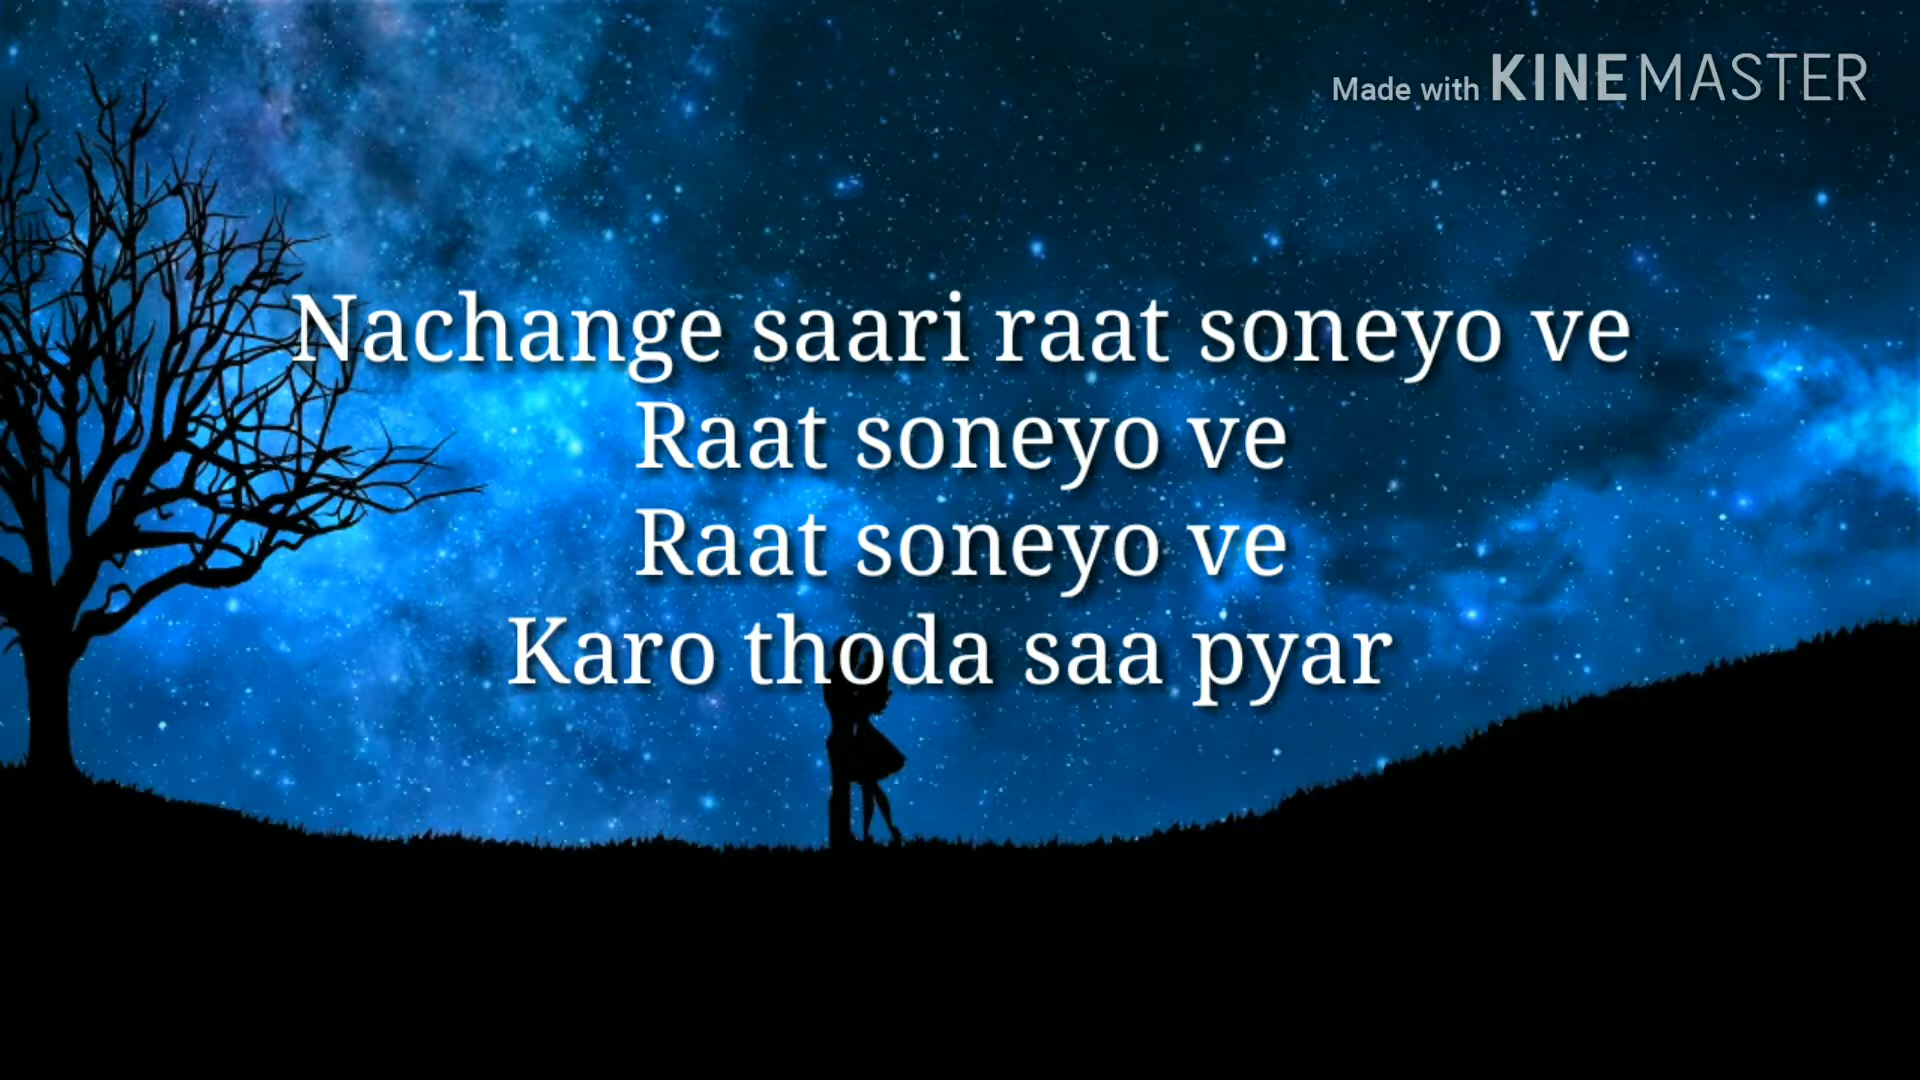 Made with KINEMASTER
Nachange saari raat soneyo ve
Raat soneyo ve
Raat soneyo ve
Karo thoda saa pyar